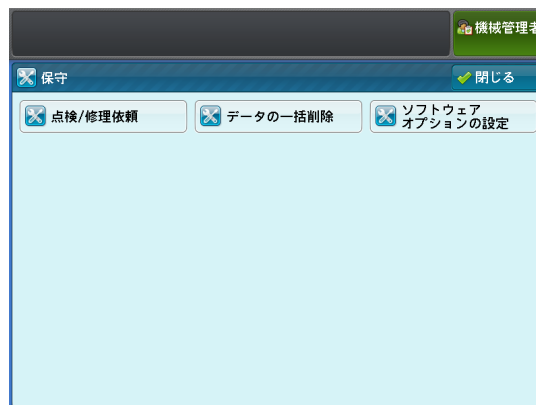 機械管理者
保守
閉じる
点検/修理依頼
データの一括削除
ソフトウェア
オプションの設定